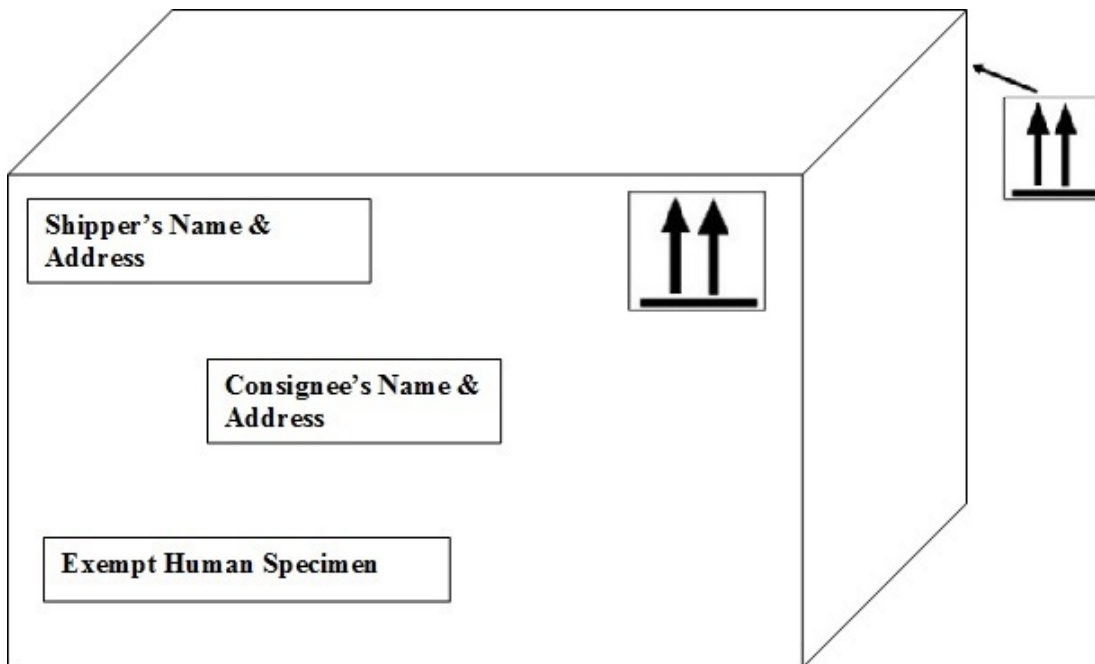 Shipper’s Name &
Address
Consignee’s Name &
Address
Exempt Human Specimen